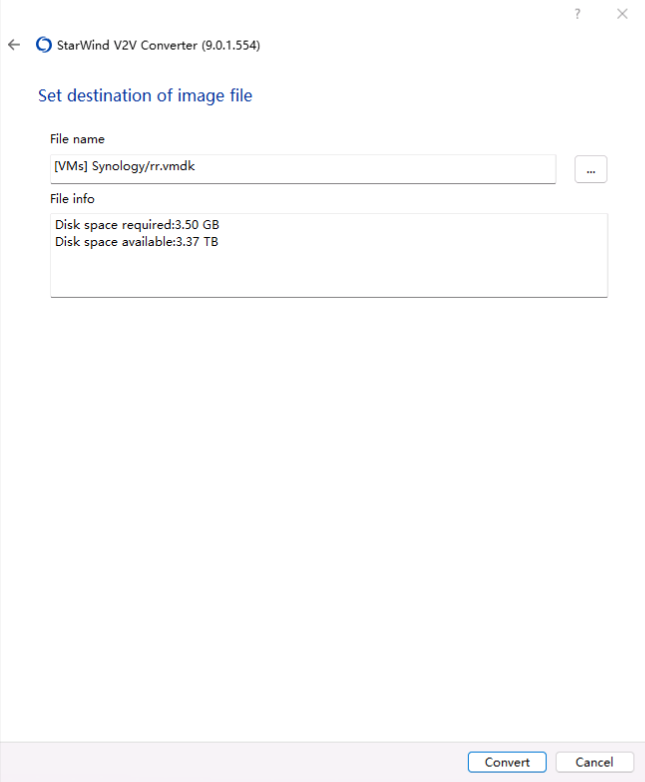 ?
StarWind V2V Converter (9.0.1.554)
Set destination of image file
File name
[VMs] Synology/rr.vmdk
...
File info
Disk space required:3.50 GB
Disk space available:3.37 TB
Convert
Cancel